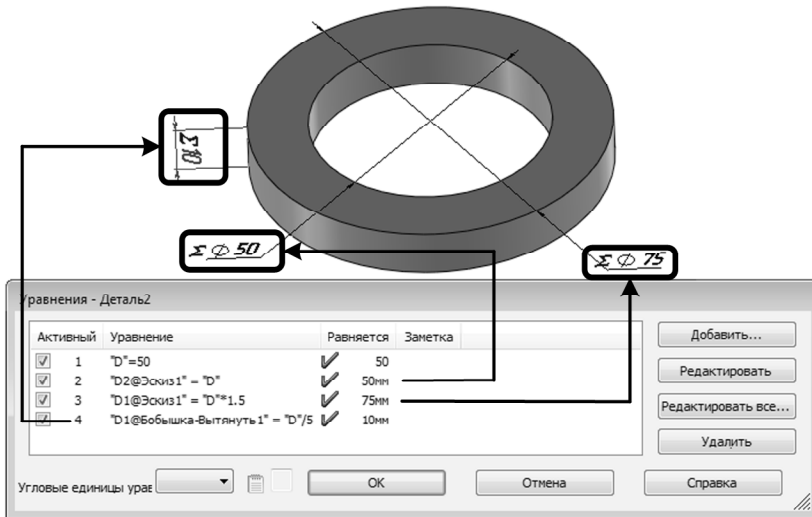 Σ 10
Σ ⌀ 50
Σ ⌀ 75
Уравнения - Деталь2
Активный Уравнение Равняется Заметка
1 "D"=50 50
2 "D2@Эскиз1" = "D" 50мм
3 "D1@Эскиз1" = "D"*1.5 75мм
4 "D1@Бобышка-Вытянуть1" = "D"/5 10мм
Добавить...
Редактировать
Редактировать все...
Удалить
Угловые единицы урав
OK
Отмена
Справка